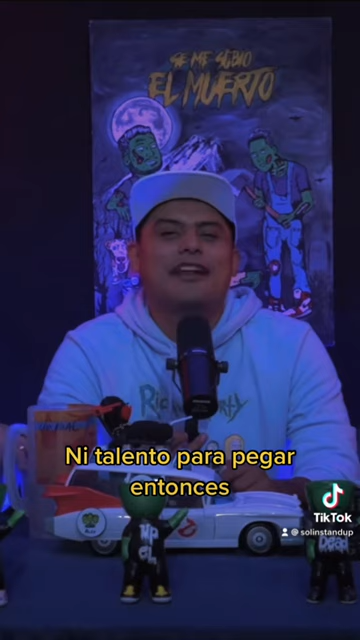 SE ME SUBIO
EL MUERTO
Ni talento para pegar
entonces
TikTok
@solinstandup